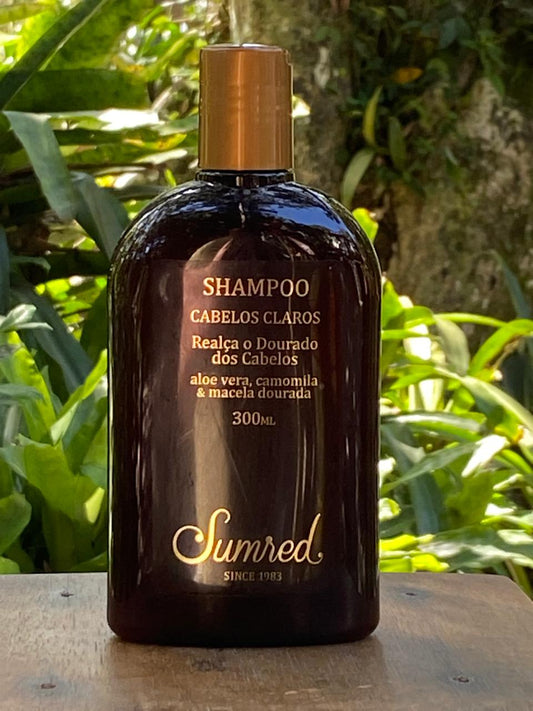 SHAMPOO
CABELOS CLAROS
Realça o Dourado
dos Cabelos
aloe vera, camomila
& macela dourada
300ML
Sumred
SINCE 1983